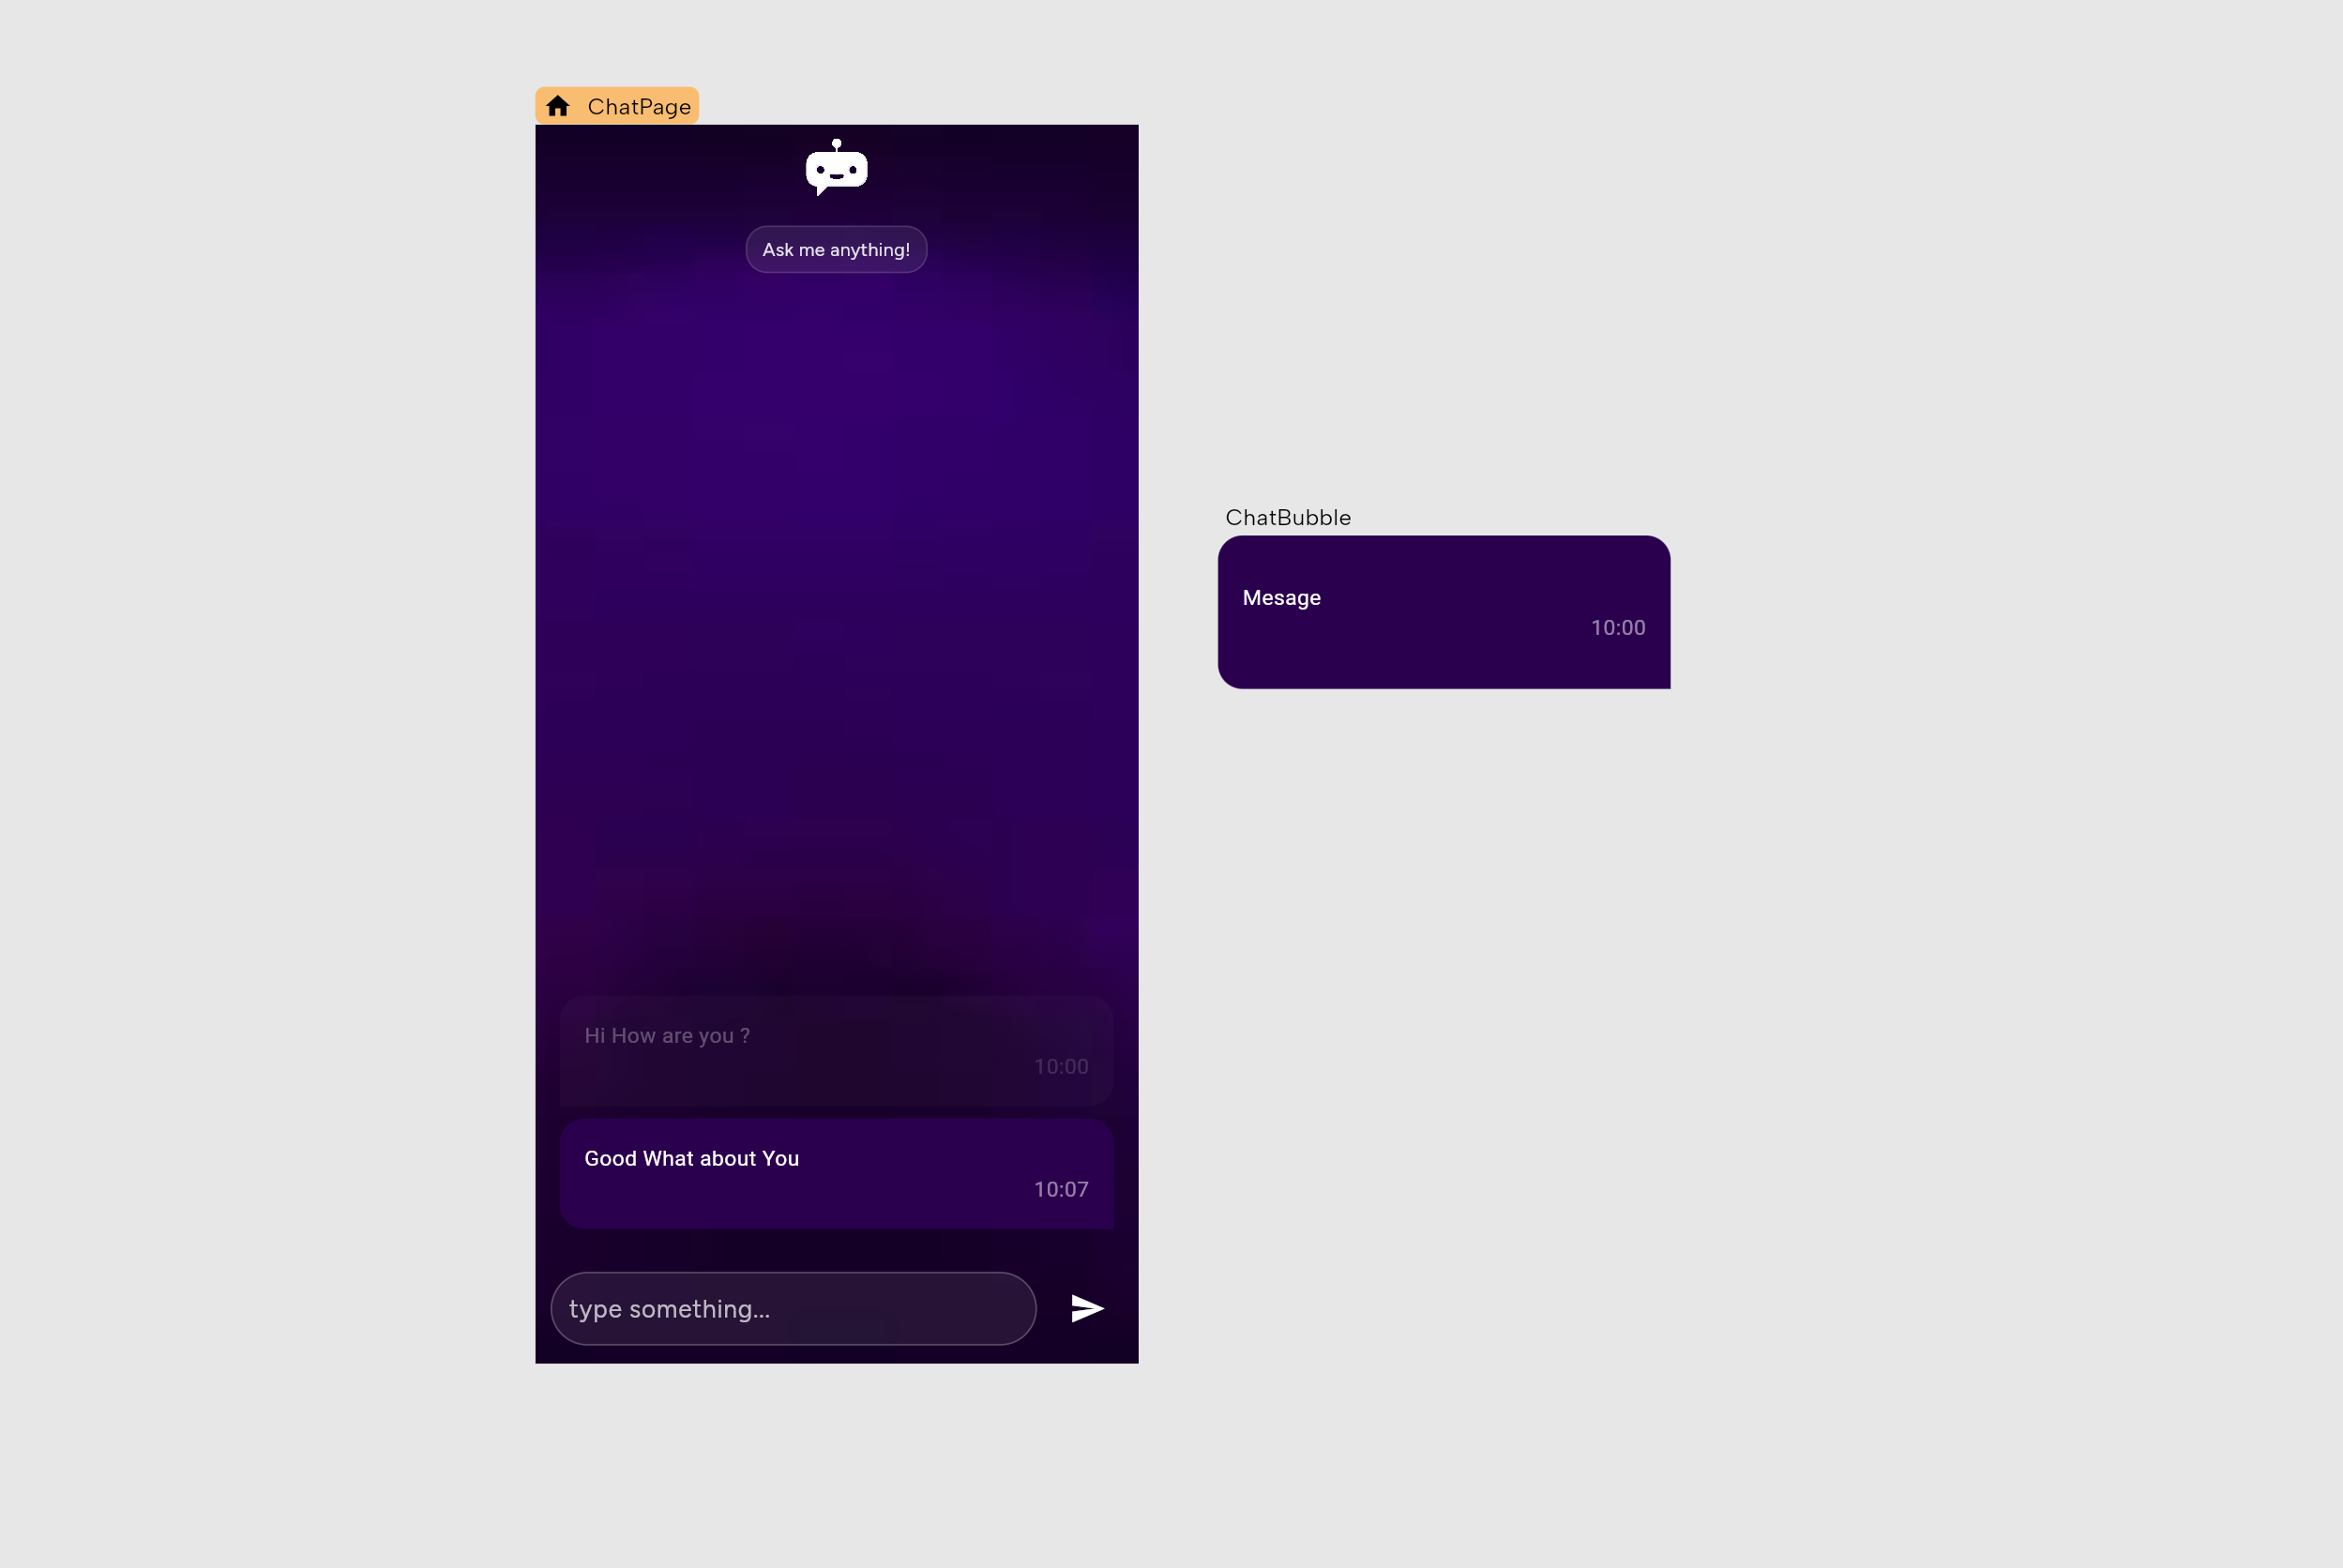 ChatPage
Ask me anything!
ChatBubble
Mesage
10:00
Hi How are you ?
10:00
Good What about You
10:07
type something...